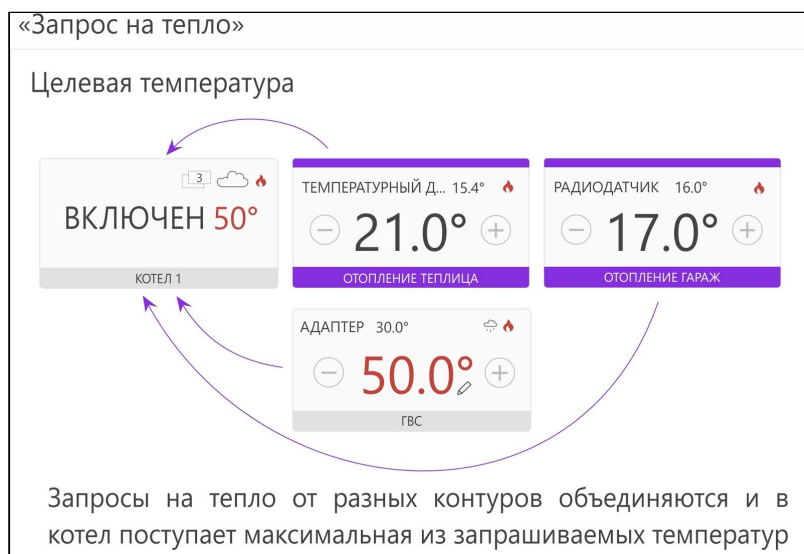 «Запрос на тепло»
Целевая температура
3
ВКЛЮЧЕН 50°
КОТЕЛ 1
ТЕМПЕРАТУРНЫЙ Д... 15.4°
21.0°
ОТОПЛЕНИЕ ТЕПЛИЦА
РАДИОДАТЧИК 16.0°
17.0°
ОТОПЛЕНИЕ ГАРАЖ
АДАПТЕР 30.0°
50.0°
ГВС
Запросы на тепло от разных контуров объединяются и в
котел поступает максимальная из запрашиваемых температур